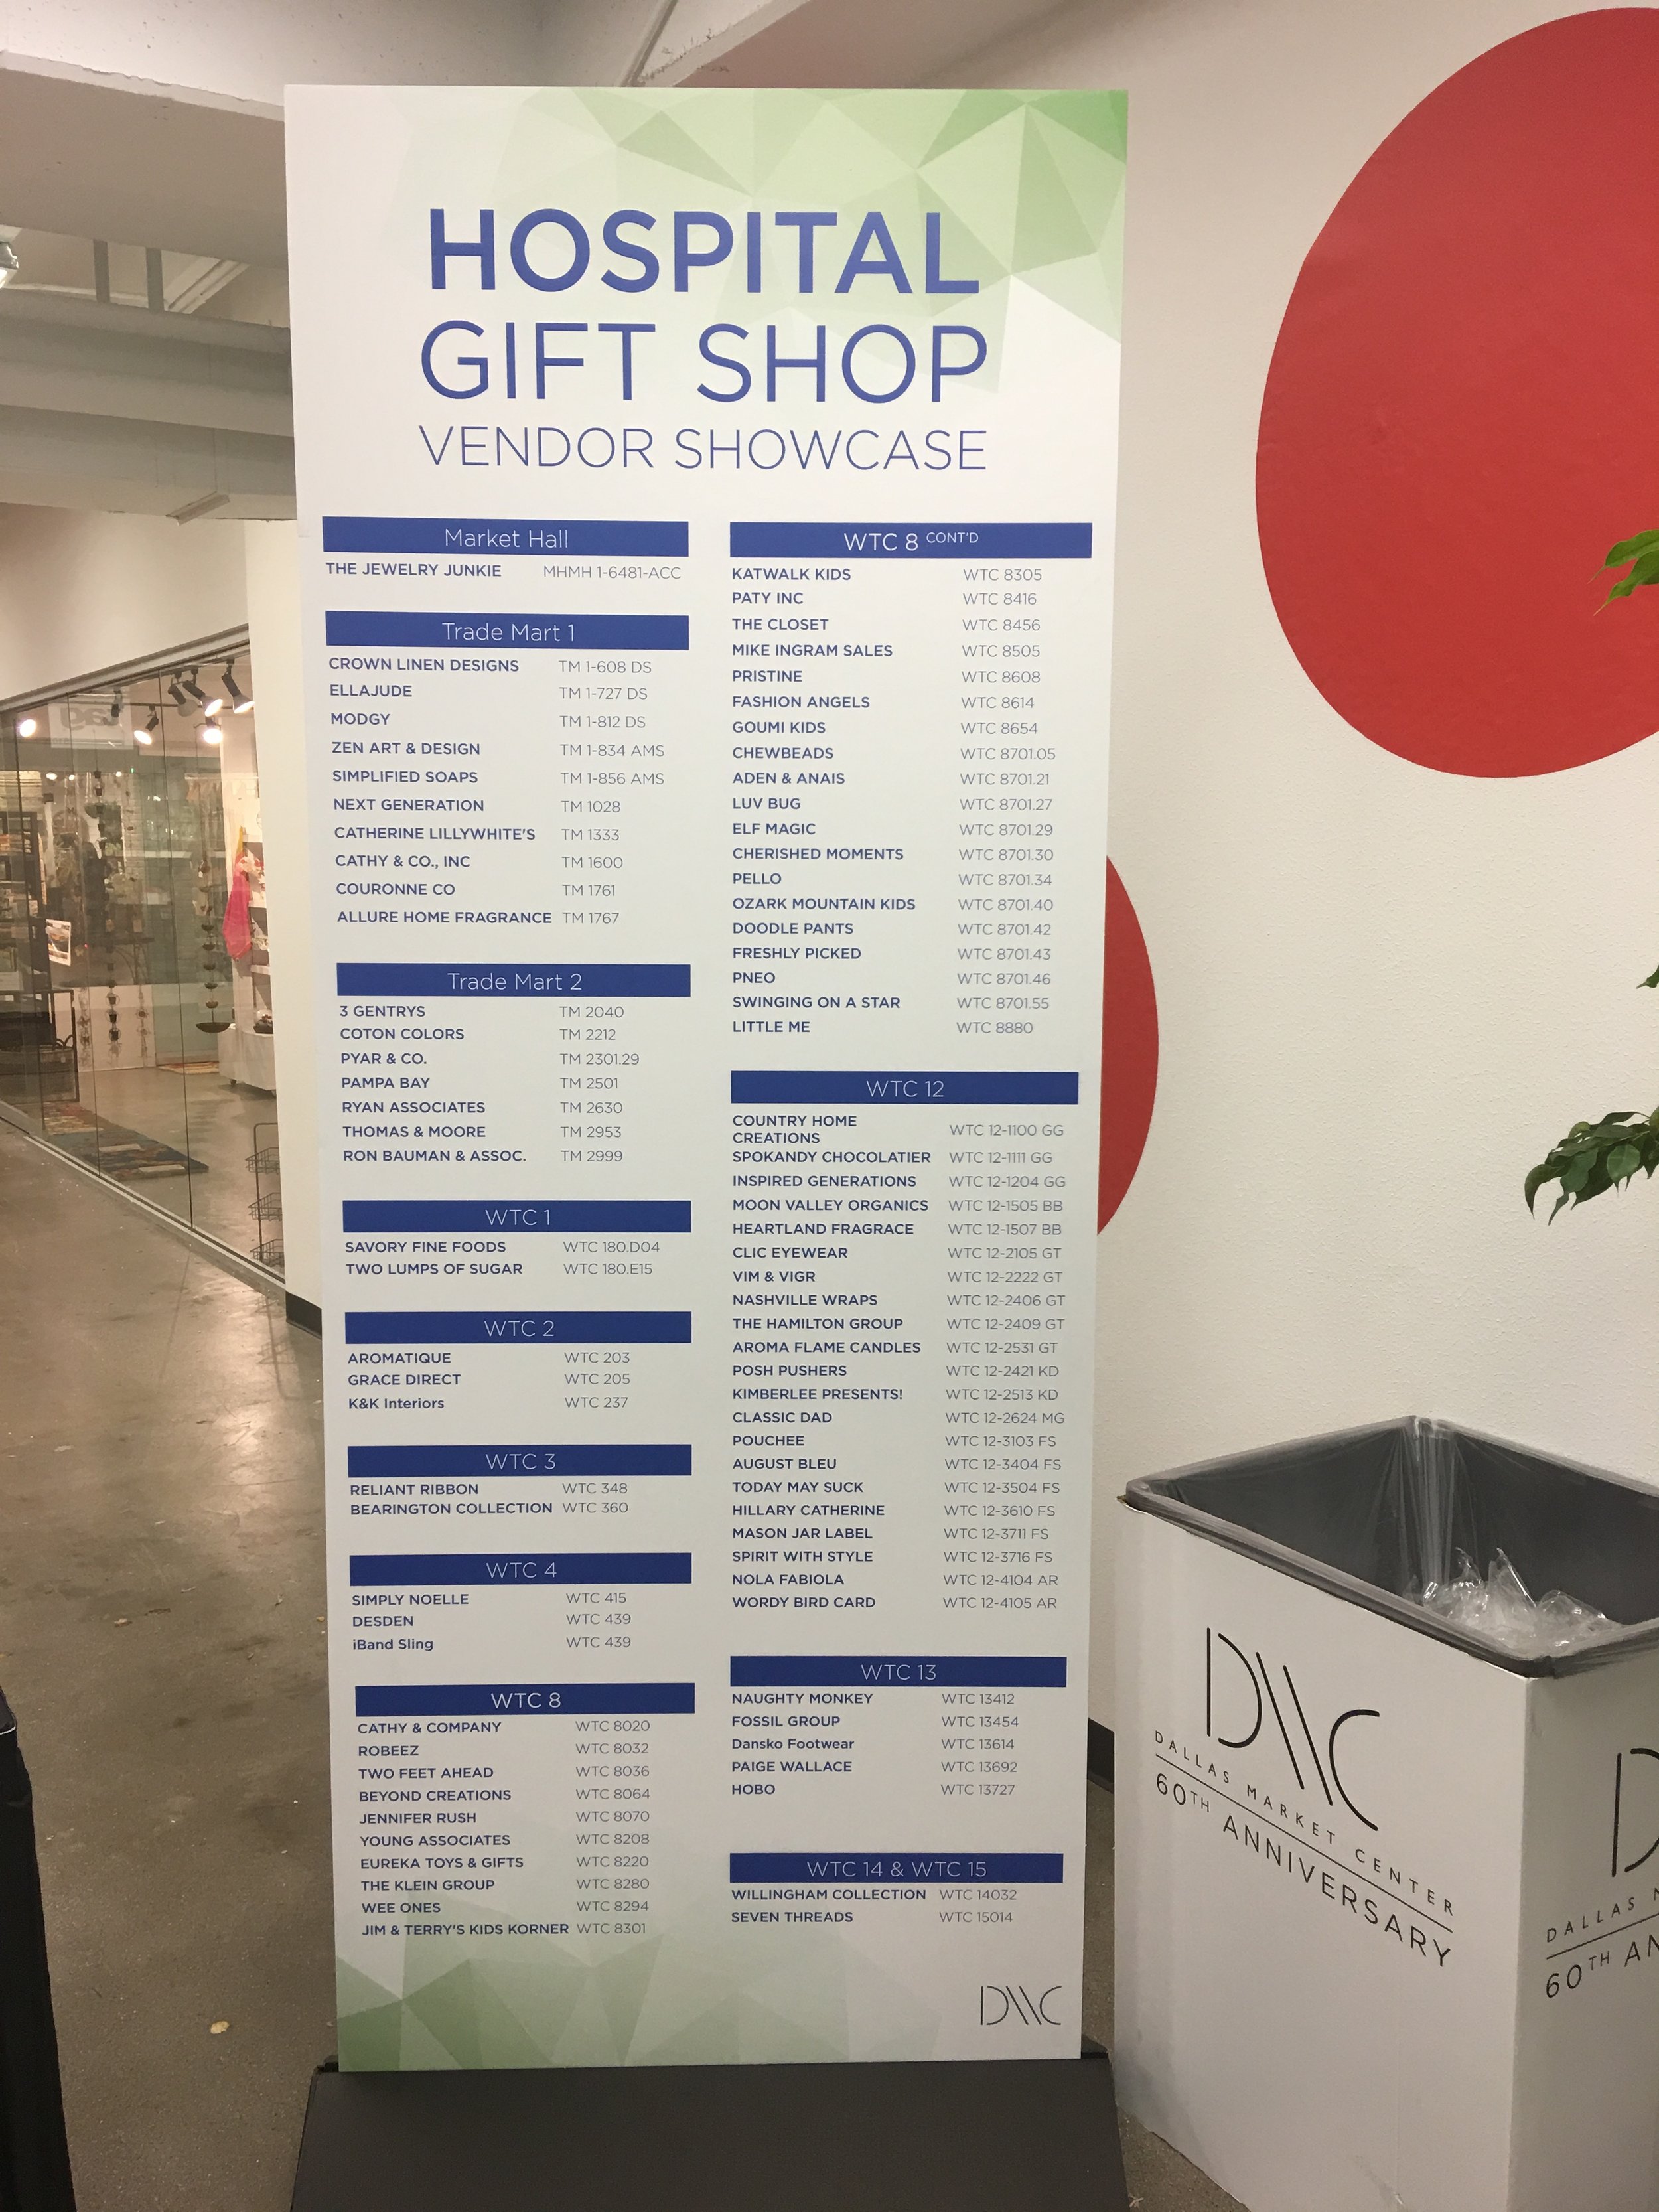 HOSPITAL
GIFT SHOP
VENDOR SHOWCASE
Market Hall
THE JEWELRY JUNKIE MHMH 1-6481-ACC
Trade Mart 1
CROWN LINEN DESIGNS TM 1-608 DS
ELLAJUDE TM 1-727 DS
MODGY TM 1-812 DS
ZEN ART & DESIGN TM 1-834 AMS
SIMPLIFIED SOAPS TM 1-856 AMS
NEXT GENERATION TM 1028
CATHERINE LILLYWHITE'S TM 1333
CATHY & CO., INC TM 1600
COURONNE CO TM 1761
ALLURE HOME FRAGRANCE TM 1767
Trade Mart 2
3 GENTRYS TM 2040
COTON COLORS TM 2212
PYAR & CO. TM 2301.29
PAMPA BAY TM 2501
RYAN ASSOCIATES TM 2630
THOMAS & MOORE TM 2953
RON BAUMAN & ASSOC. TM 2999
WTC 1
SAVORY FINE FOODS WTC 180.D04
TWO LUMPS OF SUGAR WTC 180.E15
WTC 2
AROMATIQUE WTC 203
GRACE DIRECT WTC 205
K&K Interiors WTC 237
WTC 3
RELIANT RIBBON WTC 348
BEARINGTON COLLECTION WTC 360
WTC 4
SIMPLY NOELLE WTC 415
DESDEN WTC 439
iBand Sling WTC 439
WTC 8
CATHY & COMPANY WTC 8020
ROBEEZ WTC 8032
TWO FEET AHEAD WTC 8036
BEYOND CREATIONS WTC 8064
JENNIFER RUSH WTC 8070
YOUNG ASSOCIATES WTC 8208
EUREKA TOYS & GIFTS WTC 8220
THE KLEIN GROUP WTC 8280
WEE ONES WTC 8294
JIM & TERRY'S KIDS KORNER WTC 8301
WTC 8 CONT'D
KATWALK KIDS WTC 8305
PATY INC WTC 8416
THE CLOSET WTC 8456
MIKE INGRAM SALES WTC 8505
PRISTINE WTC 8608
FASHION ANGELS WTC 8614
GOUMI KIDS WTC 8654
CHEWBEADS WTC 8701.05
ADEN & ANAIS WTC 8701.21
LUV BUG WTC 8701.27
ELF MAGIC WTC 8701.29
CHERISHED MOMENTS WTC 8701.30
PELLO WTC 8701.34
OZARK MOUNTAIN KIDS WTC 8701.40
DOODLE PANTS WTC 8701.42
FRESHLY PICKED WTC 8701.43
PNEO WTC 8701.46
SWINGING ON A STAR WTC 8701.55
LITTLE ME WTC 8880
WTC 12
COUNTRY HOME
CREATIONS WTC 12-1100 GG
SPOKANDY CHOCOLATIER WTC 12-1111 GG
INSPIRED GENERATIONS WTC 12-1204 GG
MOON VALLEY ORGANICS WTC 12-1505 BB
HEARTLAND FRAGRACE WTC 12-1507 BB
CLIC EYEWEAR WTC 12-2105 GT
VIM & VIGR WTC 12-2222 GT
NASHVILLE WRAPS WTC 12-2406 GT
THE HAMILTON GROUP WTC 12-2409 GT
AROMA FLAME CANDLES WTC 12-2531 GT
POSH PUSHERS WTC 12-2421 KD
KIMBERLEE PRESENTS! WTC 12-2513 KD
CLASSIC DAD WTC 12-2624 MG
POUCHEE WTC 12-3103 FS
AUGUST BLEU WTC 12-3404 FS
TODAY MAY SUCK WTC 12-3504 FS
HILLARY CATHERINE WTC 12-3610 FS
MASON JAR LABEL WTC 12-3711 FS
SPIRIT WITH STYLE WTC 12-3716 FS
NOLA FABIOLA WTC 12-4104 AR
WORDY BIRD CARD WTC 12-4105 AR
WTC 13
NAUGHTY MONKEY WTC 13412
FOSSIL GROUP WTC 13454
Dansko Footwear WTC 13614
PAIGE WALLACE WTC 13692
HOBO WTC 13727
WTC 14 & WTC 15
WILLINGHAM COLLECTION WTC 14032
SEVEN THREADS WTC 15014
DMC
DMC
DALLAS MARKET CENTER
60TH ANNIVERSARY
DALLAS
60TH